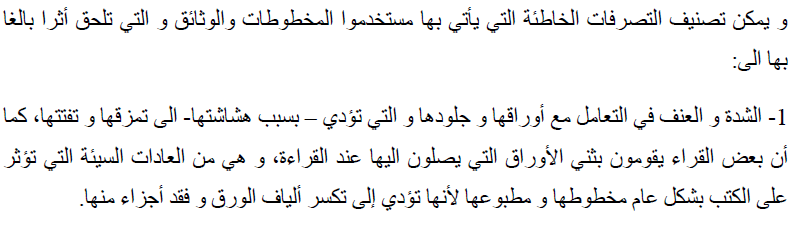 و يمكن تصنيف التصرفات الخاطئة التي يأتي بها مستخدموا المخطوطات والوثائق و التي تلحق أثرا بالغا
بها الى:
1- الشدة و العنف في التعامل مع أوراقها و جلودها و التي تؤدي – بسبب هشاشتها- الى تمزقها و تفتتها، كما
أن بعض القراء يقومون بثني الأوراق التي يصلون اليها عند القراءة، و هي من العادات السيئة التي تؤثر
على الكتب بشكل عام مخطوطها و مطبوعها لأنها تؤدي إلى تكسر ألياف الورق و فقد أجزاء منها.